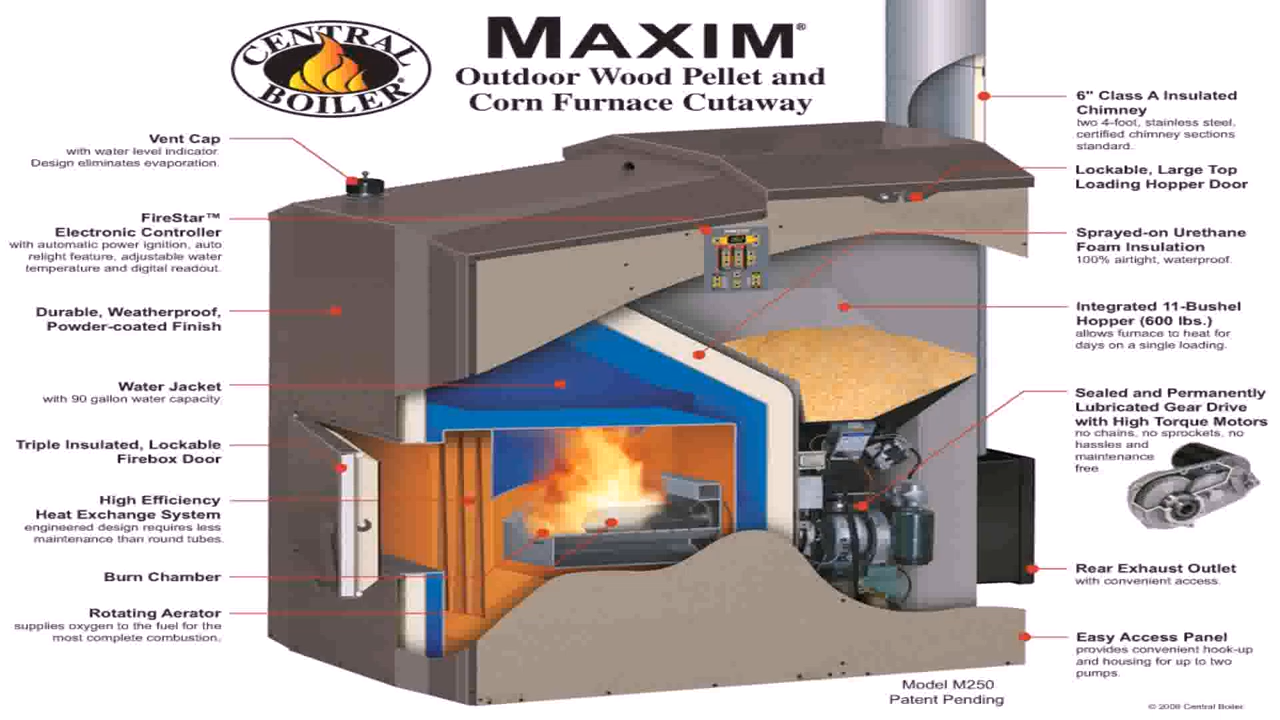 CENTRAL
BOILER®
MAXIM®
Outdoor Wood Pellet and
Corn Furnace Cutaway
Vent Cap
with water level indicator.
Design eliminates evaporation.
FireStar™
Electronic Controller
with automatic power ignition, auto
relight feature, adjustable water
temperature and digital readout.
Durable, Weatherproof,
Powder-coated Finish
Water Jacket
with 90 gallon water capacity
Triple Insulated, Lockable
Firebox Door
High Efficiency
Heat Exchange System
engineered design requires less
maintenance than round tubes.
Burn Chamber
Rotating Aerator
supplies oxygen to the fuel for the
most complete combustion.
6" Class A Insulated
Chimney
two 4-foot, stainless steel,
certified chimney sections
standard.
Lockable, Large Top
Loading Hopper Door
Sprayed-on Urethane
Foam Insulation
100% airtight, waterproof.
Integrated 11-Bushel
Hopper (600 lbs.)
allows furnace to heat for
days on a single loading.
Sealed and Permanently
Lubricated Gear Drive
with High Torque Motors
no chains, no sprockets, no
hassles and
maintenance
free
Rear Exhaust Outlet
with convenient access.
Easy Access Panel
provides convenient hook-up
and housing for up to two
pumps.
Model M250
Patent Pending
© 2008 Central Boiler